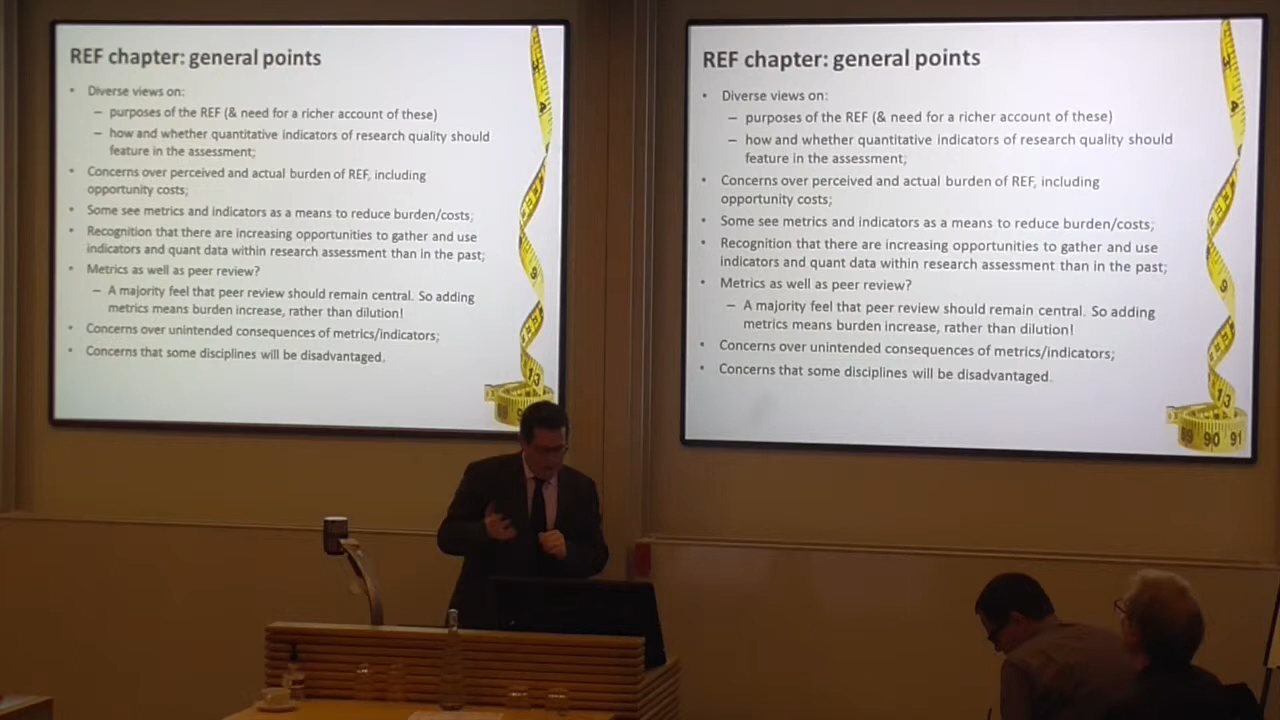 REF chapter: general points
• Diverse views on:
– purposes of the REF (& need for a richer account of these)
– how and whether quantitative indicators of research quality should
feature in the assessment;
• Concerns over perceived and actual burden of REF, including
opportunity costs;
• Some see metrics and indicators as a means to reduce burden/costs;
• Recognition that there are increasing opportunities to gather and use
indicators and quant data within research assessment than in the past;
• Metrics as well as peer review?
– A majority feel that peer review should remain central. So adding
metrics means burden increase, rather than dilution!
• Concerns over unintended consequences of metrics/indicators;
• Concerns that some disciplines will be disadvantaged.
9
13
REF chapter: general points
• Diverse views on:
– purposes of the REF (& need for a richer account of these)
– how and whether quantitative indicators of research quality should
feature in the assessment;
• Concerns over perceived and actual burden of REF, including
opportunity costs;
• Some see metrics and indicators as a means to reduce burden/costs;
• Recognition that there are increasing opportunities to gather and use
indicators and quant data within research assessment than in the past;
• Metrics as well as peer review?
– A majority feel that peer review should remain central. So adding
metrics means burden increase, rather than dilution!
• Concerns over unintended consequences of metrics/indicators;
• Concerns that some disciplines will be disadvantaged.
9
13
90 91